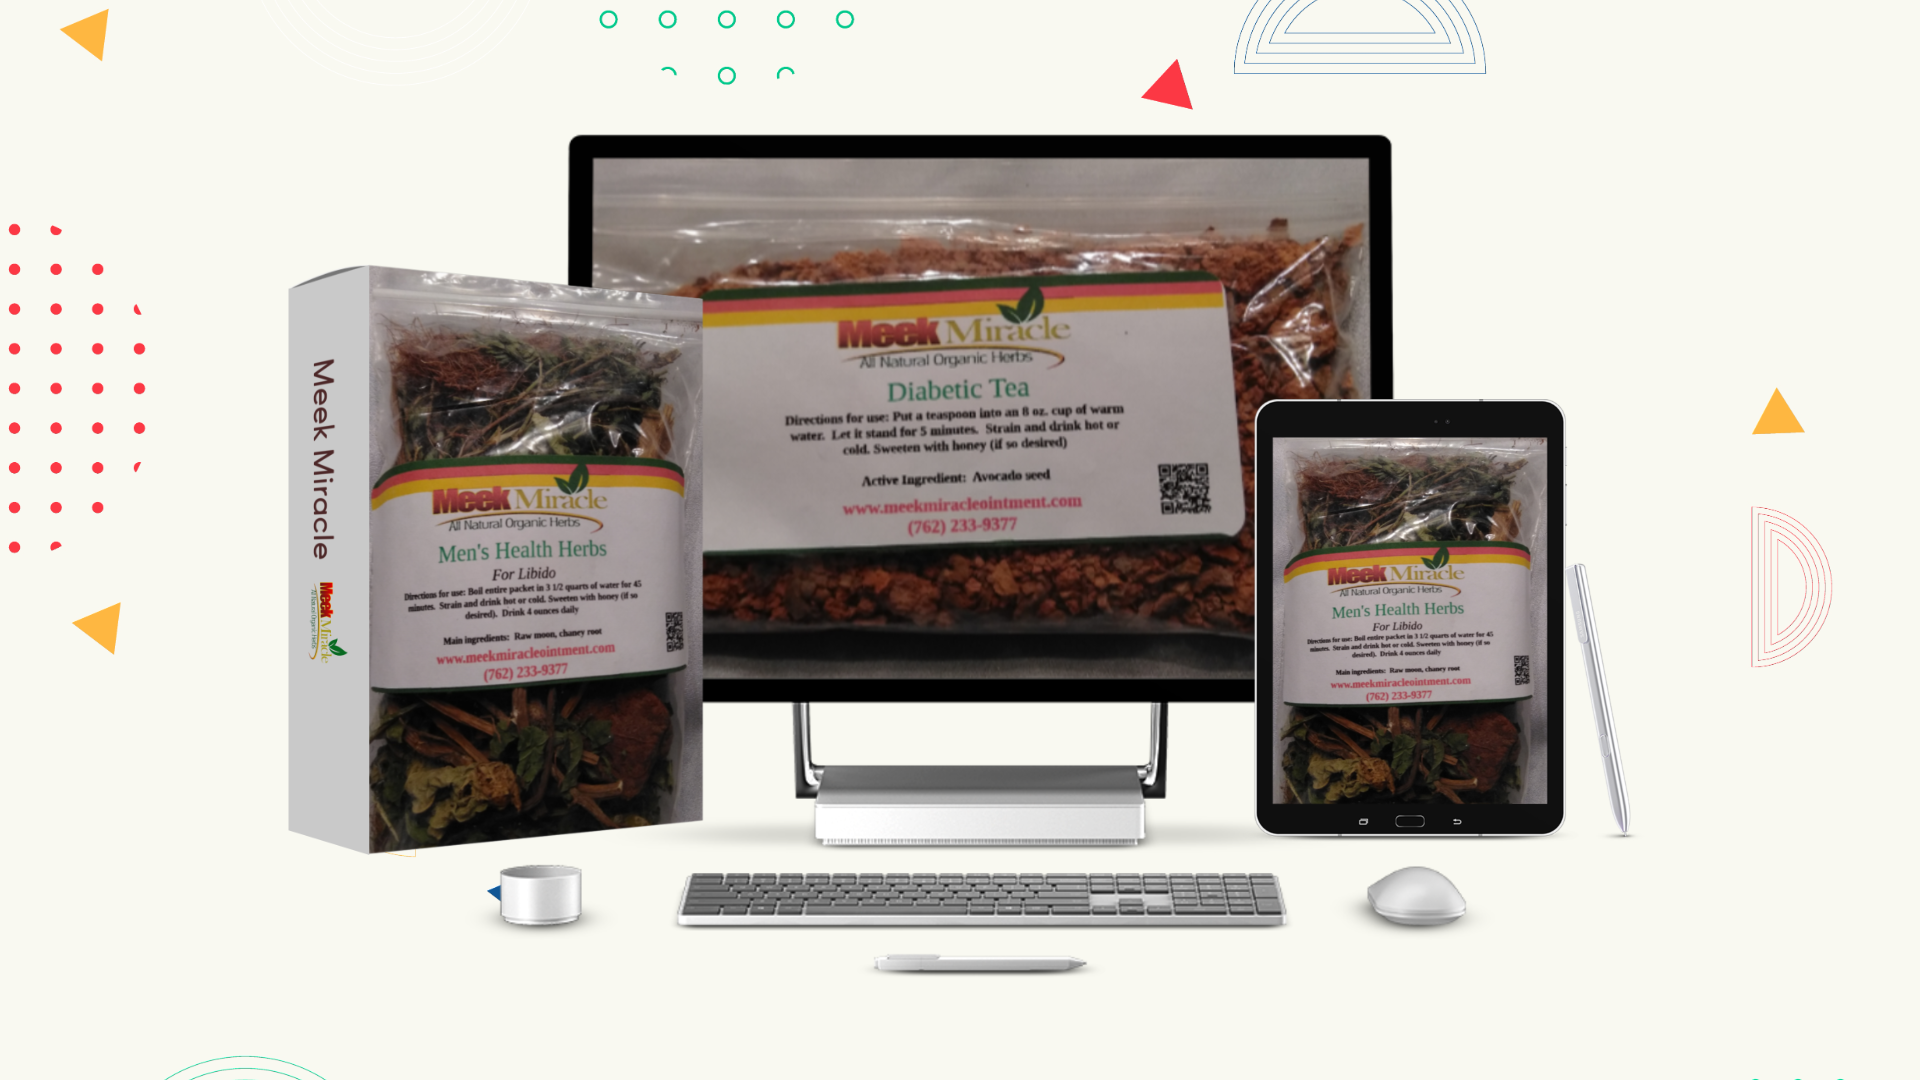 Meek Miracle
Meek Miracle
All Natural Organic Herbs
Meek Miracle
All Natural Organic Herbs
Men's Health Herbs
For Libido
Directions for use: Boil entire packet in 3 1/2 quarts of water for 45
minutes. Strain and drink hot or cold. Sweeten with honey (if so
desired). Drink 4 ounces daily
Main ingredients: Raw moon, chaney root
www.meekmiracleointment.com
(762) 233-9377
Meek Miracle
All Natural Organic Herbs
Diabetic Tea
Directions for use: Put a teaspoon into an 8 oz. cup of warm
water. Let it stand for 5 minutes. Strain and drink hot or
cold. Sweeten with honey (if so desired)
Active Ingredient: Avocado seed
www.meekmiracleointment.com
(762) 233-9377
Meek Miracle
All Natural Organic Herbs
Men's Health Herbs
For Libido
Directions for use: Boil entire packet in 3 1/2 quarts of water for 45
minutes. Strain and drink hot or cold. Sweeten with honey (if so
desired). Drink 4 ounces daily
Main ingredients: Raw moon, chaney root
www.meekmiracleointment.com
(762) 233-9377